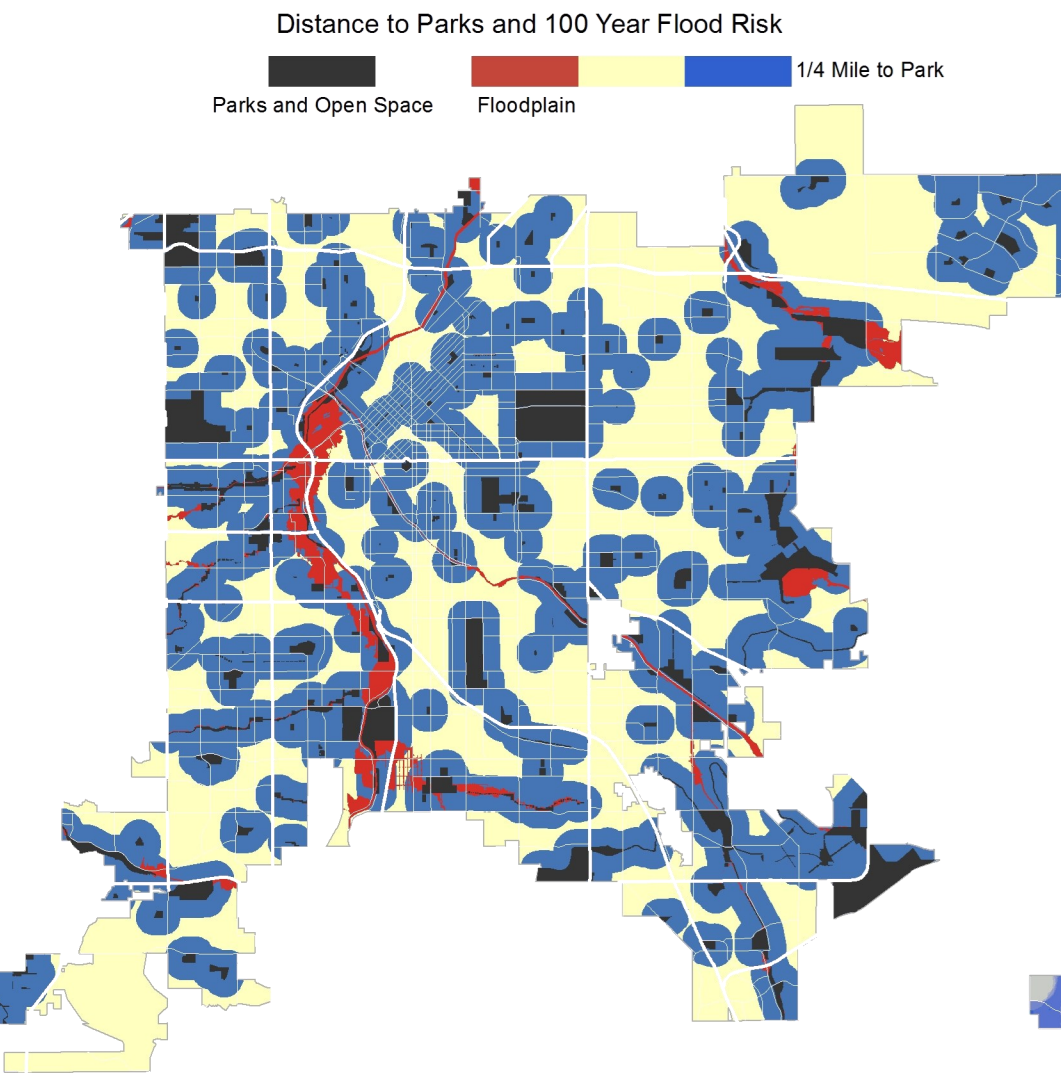 Distance to Parks and 100 Year Flood Risk
1/4 Mile to Park
Parks and Open Space
Floodplain